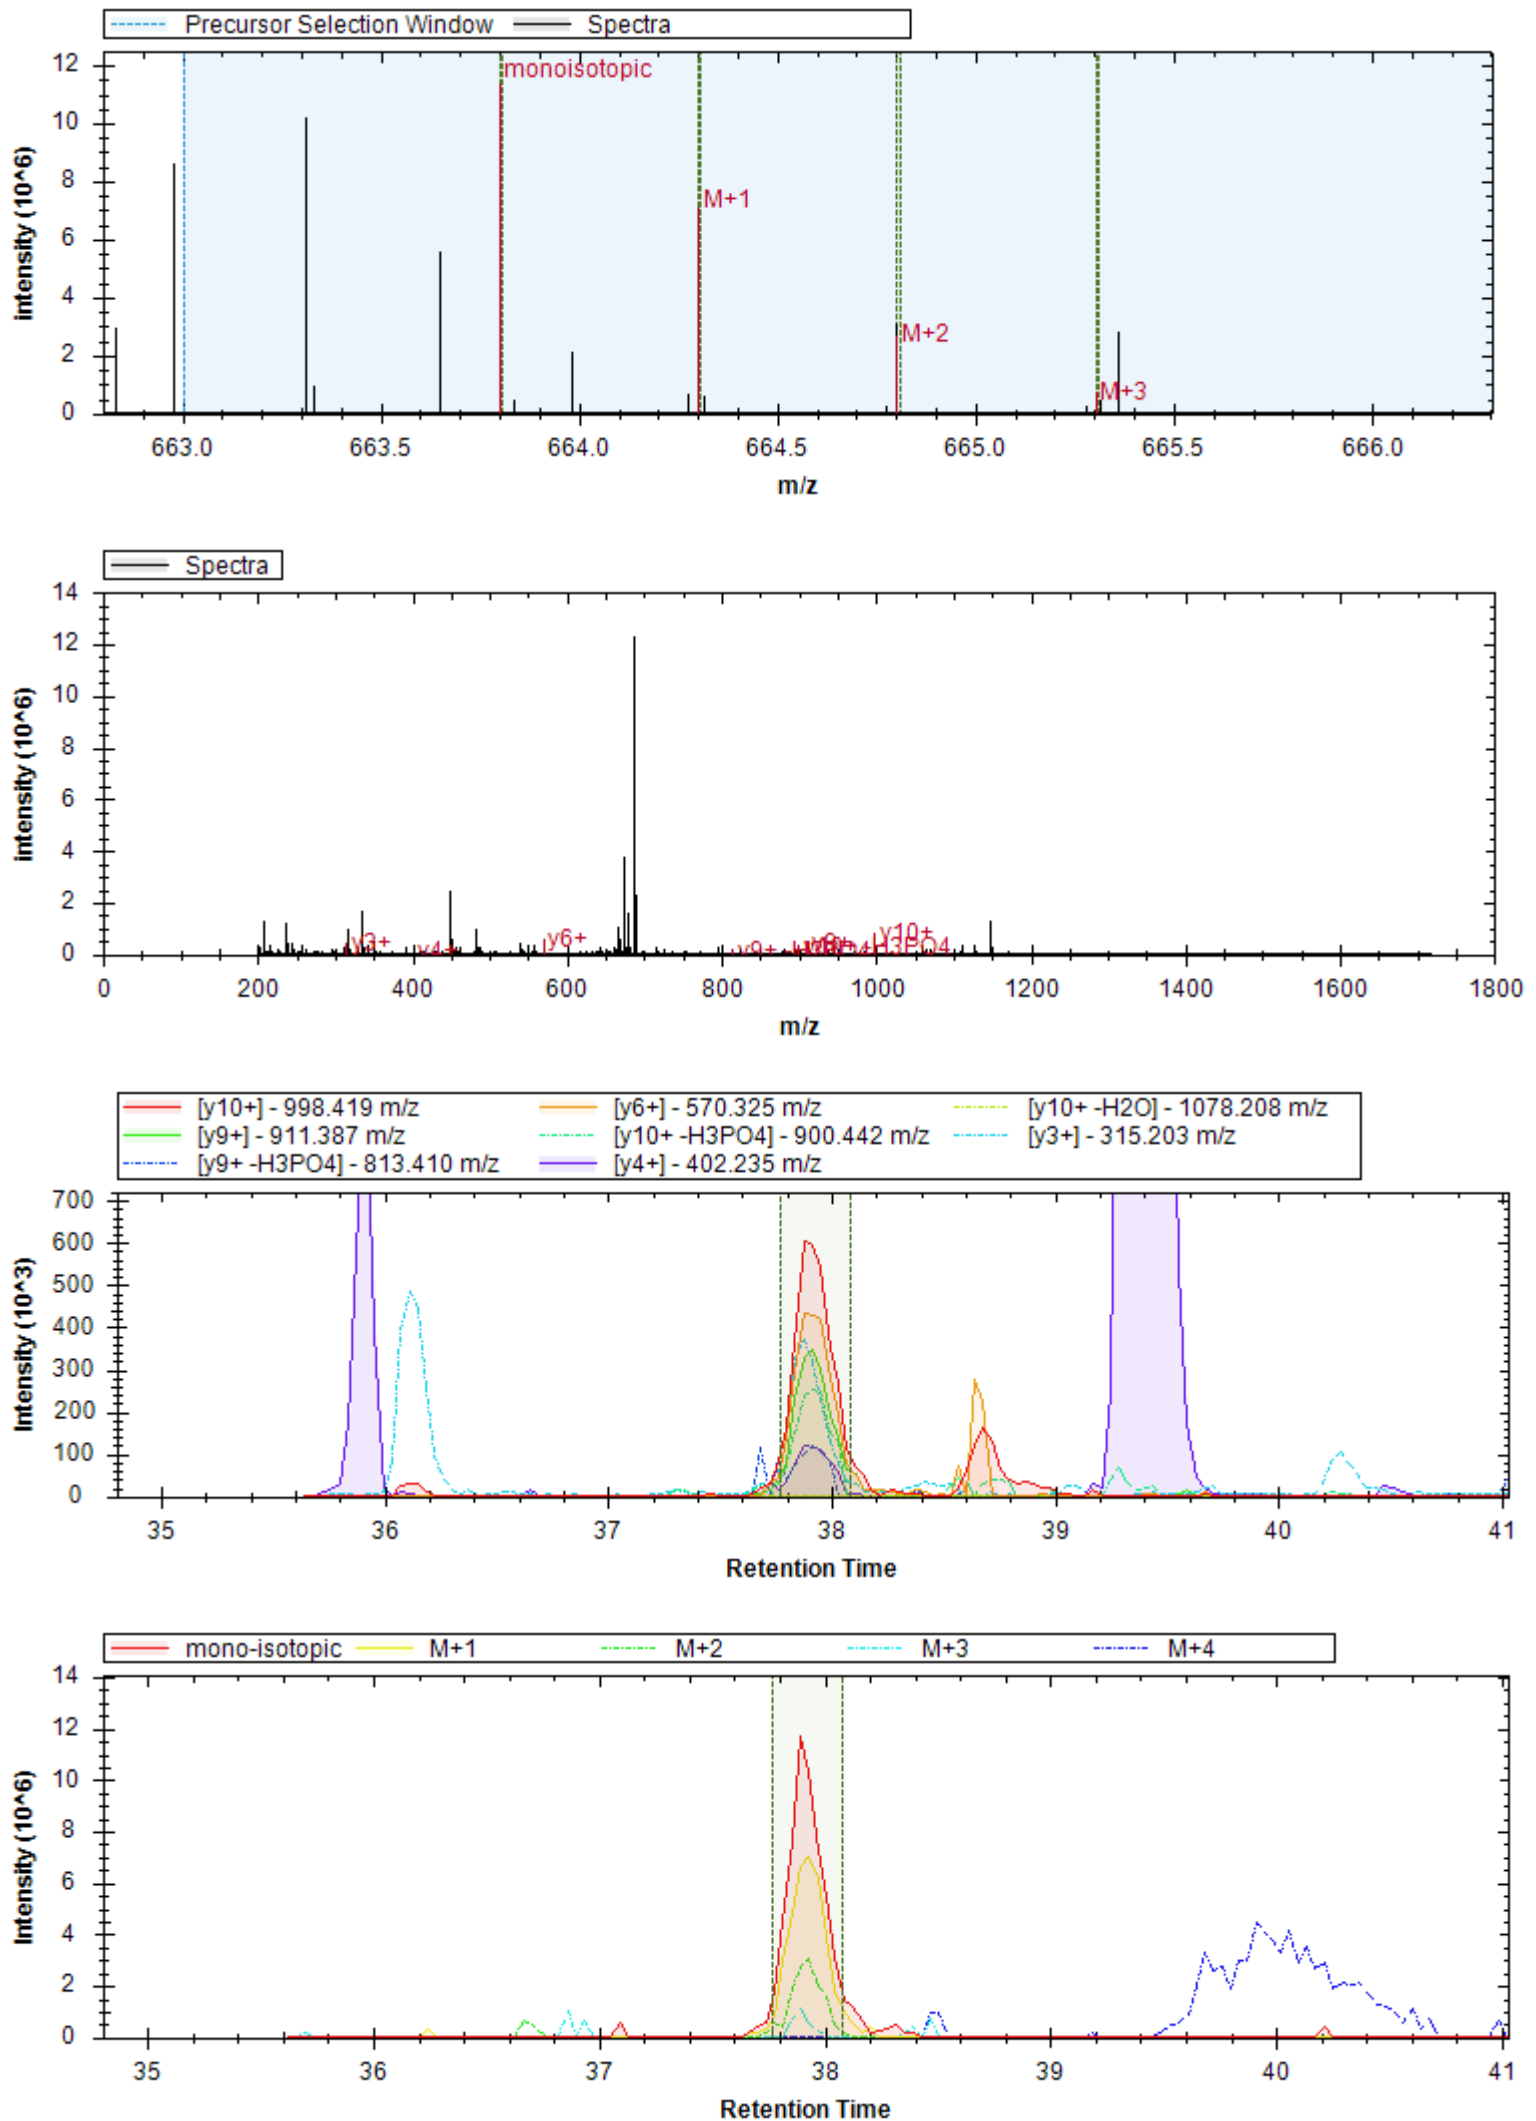 Precursor Selection Window Spectra
12
10
8
6
4
2
0
intensity (10^6)
monoisotopic
M+1
M+2
M+3
663.0 663.5 664.0 664.5 665.0 665.5 666.0
m/z
Spectra
14
12
10
8
6
4
2
0
intensity (10^6)
y3+ y4+ y6+ y9+ y10+
0 200 400 600 800 1000 1200 1400 1600 1800
m/z
[y10+] - 998.419 m/z [y6+] - 570.325 m/z [y10+ -H2O] - 1078.208 m/z
[y9+] - 911.387 m/z [y10+ -H3PO4] - 900.442 m/z [y3+] - 315.203 m/z
[y9+ -H3PO4] - 813.410 m/z [y4+] - 402.235 m/z
700
600
500
400
300
200
100
0
Intensity (10^3)
35 36 37 38 39 40 41
Retention Time
mono-isotopic M+1 M+2 M+3 M+4
14
12
10
8
6
4
2
0
Intensity (10^6)
35 36 37 38 39 40 41
Retention Time